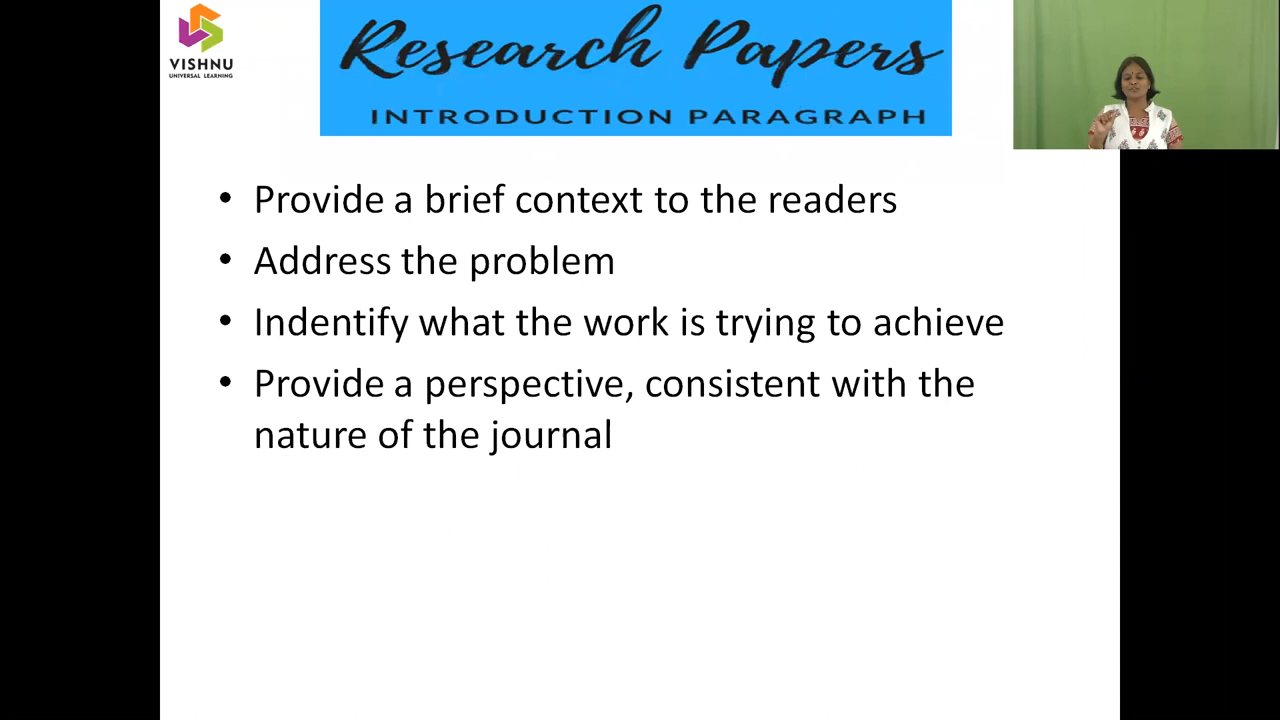 VISHNU
UNIVERSAL LEARNING
Research Papers
INTRODUCTION PARAGRAPH
• Provide a brief context to the readers
• Address the problem
• Indentify what the work is trying to achieve
• Provide a perspective, consistent with the
nature of the journal